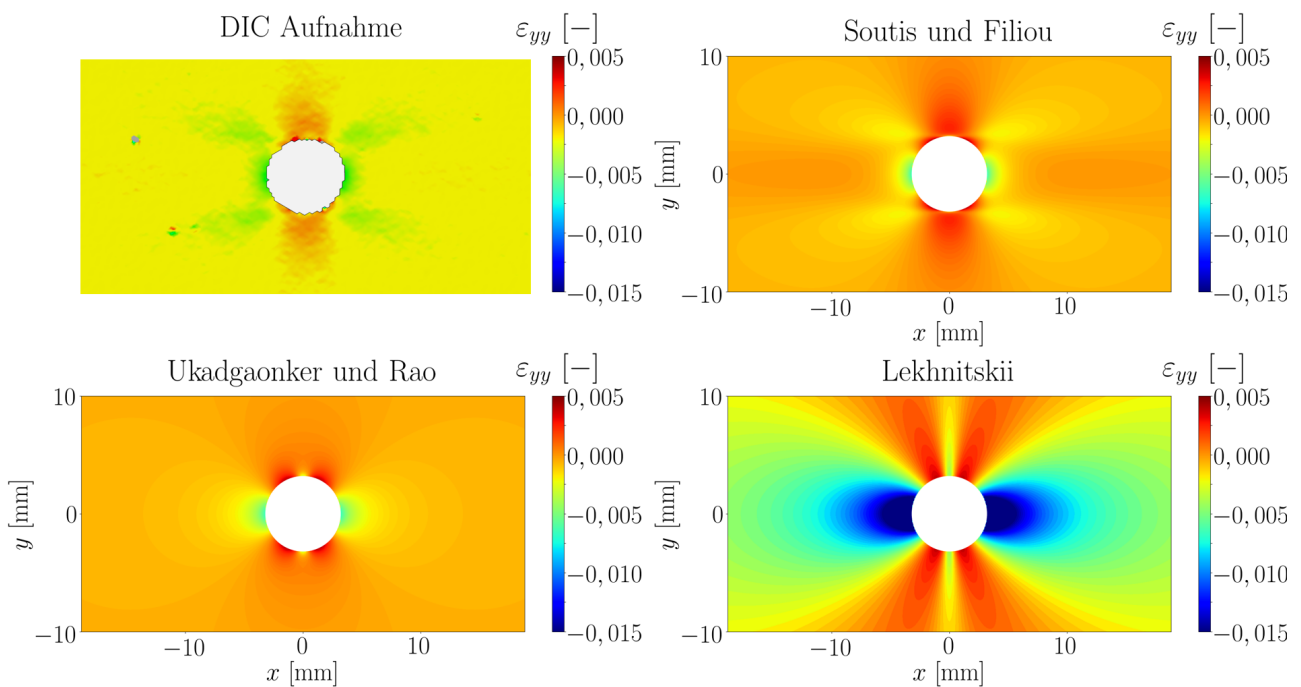 DIC Aufnahme
εyy [−]
0,005
0,000
−0,005
−0,010
−0,015
Soutis und Filiou
εyy [−]
10
0
−10
y [mm]
−10
0
10
x [mm]
0,005
0,000
−0,005
−0,010
−0,015
Ukadgaonker und Rao
εyy [−]
10
0
−10
y [mm]
−10
0
10
x [mm]
0,005
0,000
−0,005
−0,010
−0,015
Lekhnitskii
εyy [−]
10
0
−10
y [mm]
−10
0
10
x [mm]
0,005
0,000
−0,005
−0,010
−0,015